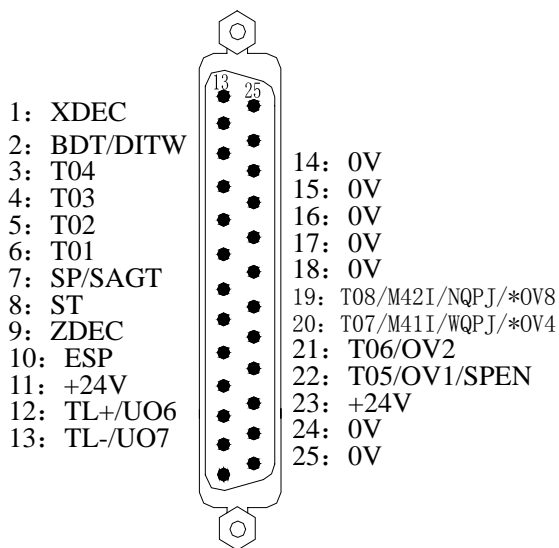 13 25
1: XDEC
2: BDT/DITW
3: T04
4: T03
5: T02
6: T01
7: SP/SAGT
8: ST
9: ZDEC
10: ESP
11: +24V
12: TL+/UO6
13: TL-/UO7
14: 0V
15: 0V
16: 0V
17: 0V
18: 0V
19: T08/M42I/NQPJ/*OV8
20: T07/M41I/WQPJ/*OV4
21: T06/OV2
22: T05/OV1/SPEN
23: +24V
24: 0V
25: 0V